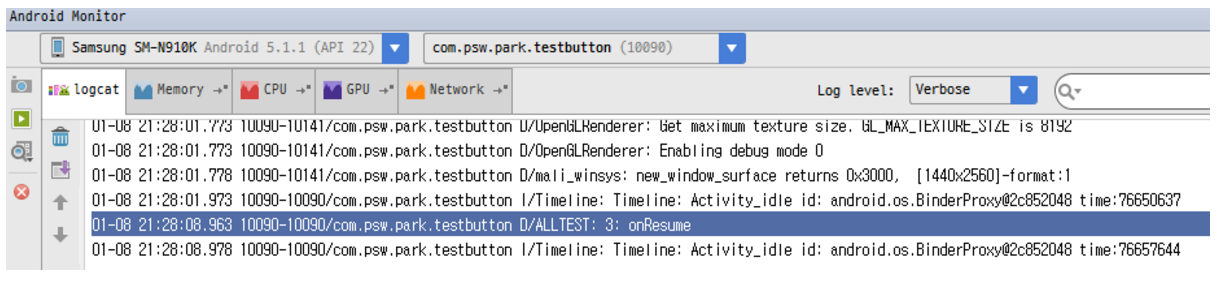 Android Monitor
Samsung SM-N910K Android 5.1.1 (API 22) com.psw.park.testbutton (10090)
logcat Memory CPU GPU Network Log level: Verbose
01-08 21:28:01.773 10090-10141/com.psw.park.testbutton D/OpenGLRenderer: Get maximum texture size. GL_MAX_TEXTURE_SIZE is 8192
01-08 21:28:01.773 10090-10141/com.psw.park.testbutton D/OpenGLRenderer: Enabling debug mode 0
01-08 21:28:01.778 10090-10141/com.psw.park.testbutton D/mali_winsys: new_window_surface returns 0x3000, [1440x2560]-format:1
01-08 21:28:01.973 10090-10090/com.psw.park.testbutton I/Timeline: Timeline: Activity_idle id: android.os.BinderProxy@2c852048 time:76650637
01-08 21:28:08.963 10090-10090/com.psw.park.testbutton D/ALLTEST: 3: onResume
01-08 21:28:08.978 10090-10090/com.psw.park.testbutton I/Timeline: Timeline: Activity_idle id: android.os.BinderProxy@2c852048 time:76657644